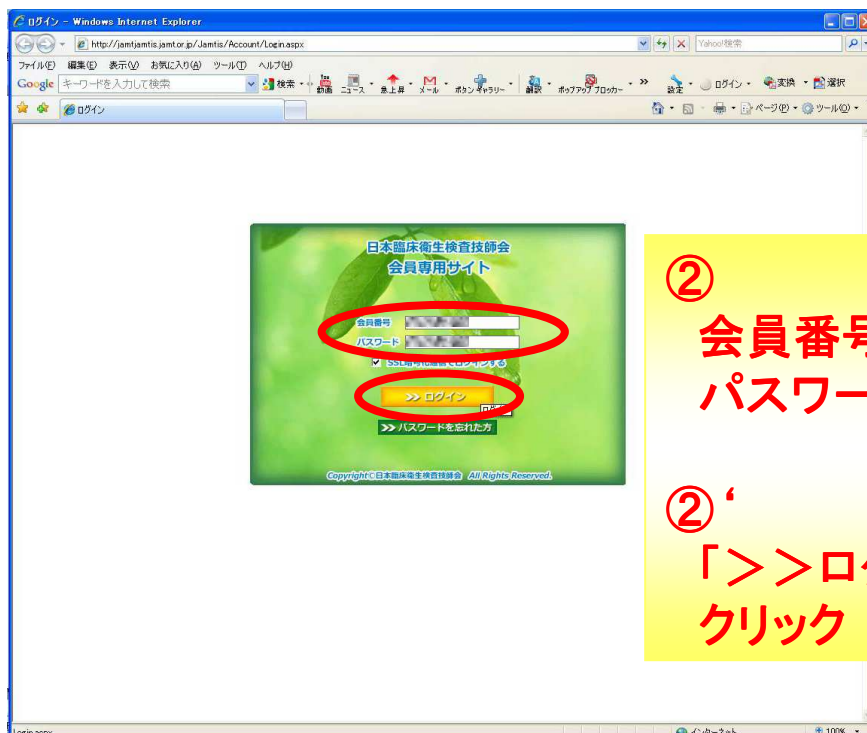 ログイン - Windows Internet Explorer
http://jamtjamtis.jamt.or.jp/Jamtis/Account/Login.aspx
Yahoo!検索
ファイル(F) 編集(E) 表示(V) お気に入り(A) ツール(T) ヘルプ(H)
Google キーワードを入力して検索 検索 動画 ニュース 急上昇 メール ボタンギャラリー 翻訳 ポップアップブロッカー » 設定 ログイン 変換 選択
ログイン ページ(P) ツール(O)
日本臨床衛生検査技師会
会員専用サイト
会員番号
パスワード
SSL暗号化通信でログインする
>> ログイン
>> パスワードを忘れた方
Copyright©日本臨床衛生検査技師会 All Rights Reserved.
②
会員番号
パスワー
②‘
「>>ログ
クリック
Login.aspx インターネット 100%